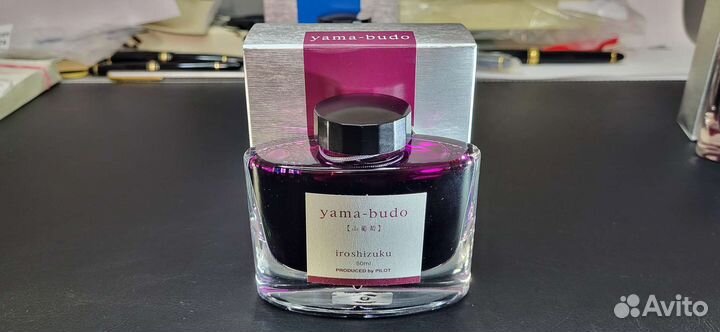 yama-budo
yama-budo
【山葡萄】
iroshizuku
50ml
PRODUCED by PILOT
Avito